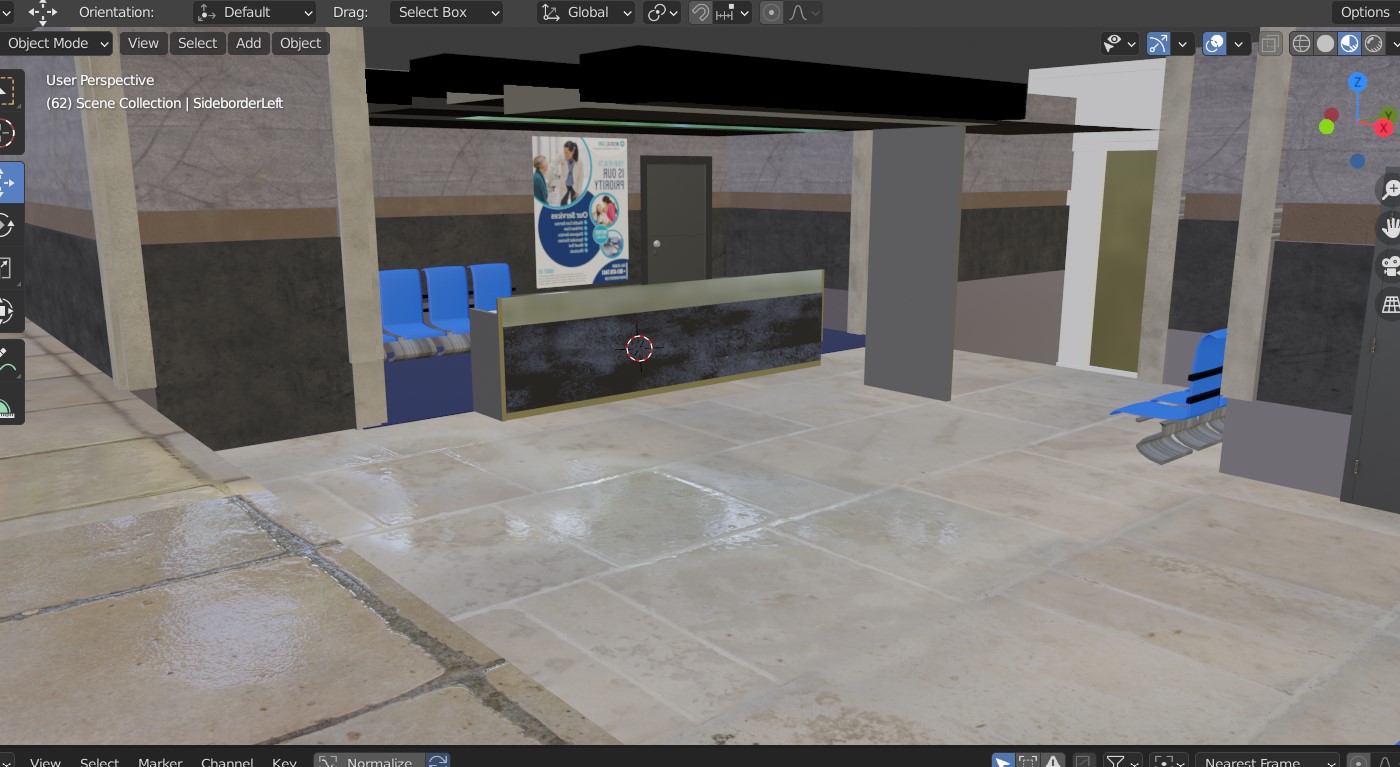 Orientation:
Default
Drag:
Select Box
Global
Options
Object Mode
View
Select
Add
Object
User Perspective
(62) Scene Collection | SideborderLeft
Z
Y
X
IS
OUR
PRIORITY
Our Services
View
Select
Marker
Channel
Key
Normalize
Nearest Frame